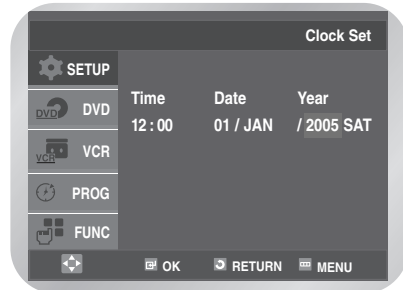 Clock Set
SETUP
DVD DVD
VCR VCR
PROG
FUNC
Time Date Year
12 : 00 01 / JAN / 2005 SAT
OK RETURN MENU